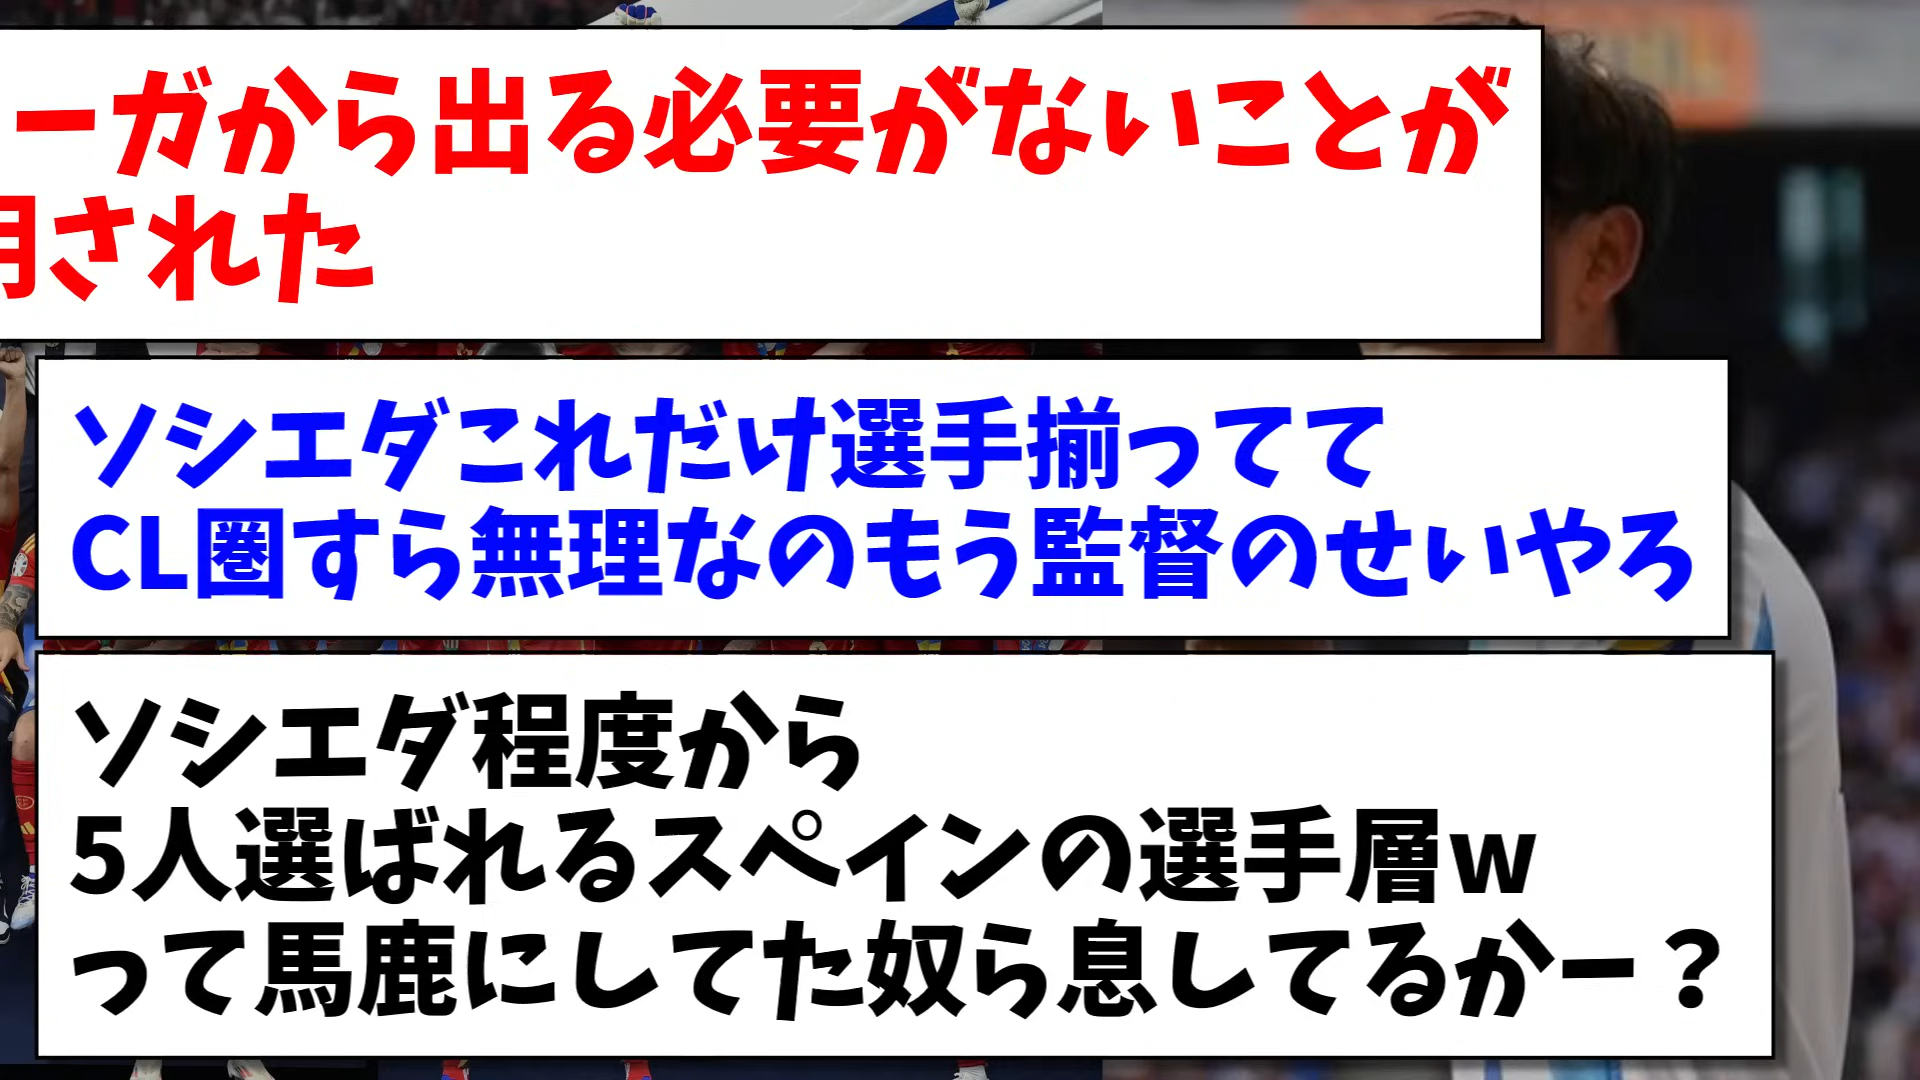 ーガから出る必要がないことが
明された
ソシエダこれだけ選手揃ってて
CL圏すら無理なのもう監督のせいやろ
ソシエダ程度から
5人選ばれるスペインの選手層w
って馬鹿にしてた奴ら息してるかー？